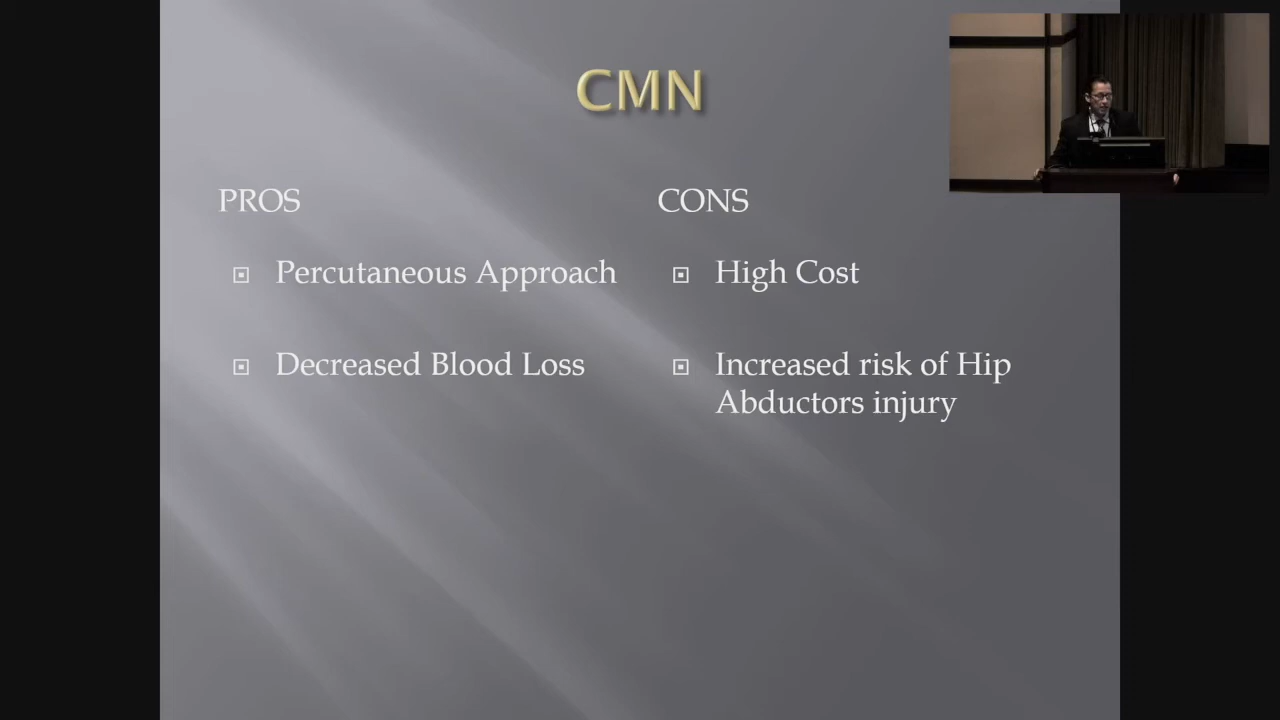 CMN
PROS
Percutaneous Approach
Decreased Blood Loss
CONS
High Cost
Increased risk of Hip
Abductors injury